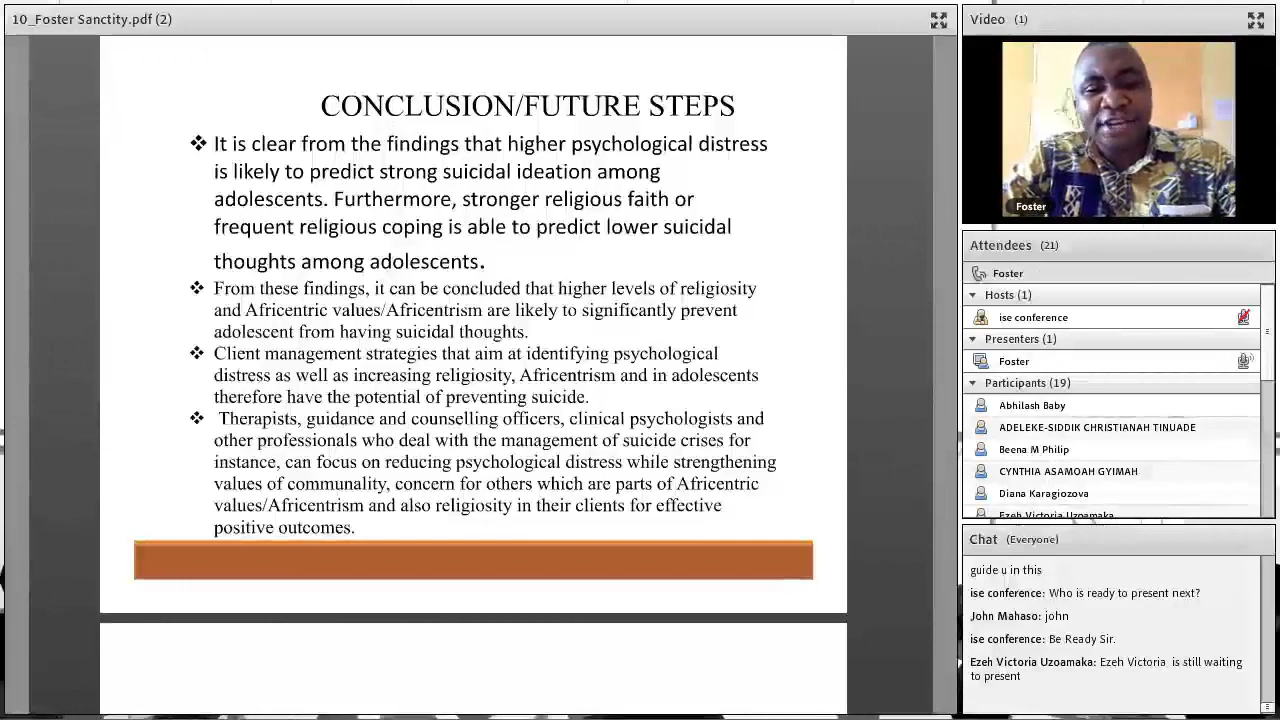 10_Foster Sanctity.pdf (2)
CONCLUSION/FUTURE STEPS
It is clear from the findings that higher psychological distress
is likely to predict strong suicidal ideation among
adolescents. Furthermore, stronger religious faith or
frequent religious coping is able to predict lower suicidal
thoughts among adolescents.
From these findings, it can be concluded that higher levels of religiosity
and Africentric values/Africentrism are likely to significantly prevent
adolescent from having suicidal thoughts.
Client management strategies that aim at identifying psychological
distress as well as increasing religiosity, Africentrism and in adolescents
therefore have the potential of preventing suicide.
Therapists, guidance and counselling officers, clinical psychologists and
other professionals who deal with the management of suicide crises for
instance, can focus on reducing psychological distress while strengthening
values of communality, concern for others which are parts of Africentric
values/Africentrism and also religiosity in their clients for effective
positive outcomes.
Video (1)
Foster
Attendees (21)
Foster
Hosts (1)
ise conference
Presenters (1)
Foster
Participants (19)
Abhilash Baby
ADELEKE-SIDDIK CHRISTIANAH TINUADE
Beena M Philip
CYNTHIA ASAMOAH GYIMAH
Diana Karagiozova
Ezeh Victoria Uzoamaka
Chat (Everyone)
guide u in this
ise conference: Who is ready to present next?
John Mahaso: john
ise conference: Be Ready Sir.
Ezeh Victoria Uzoamaka: Ezeh Victoria is still waiting
to present